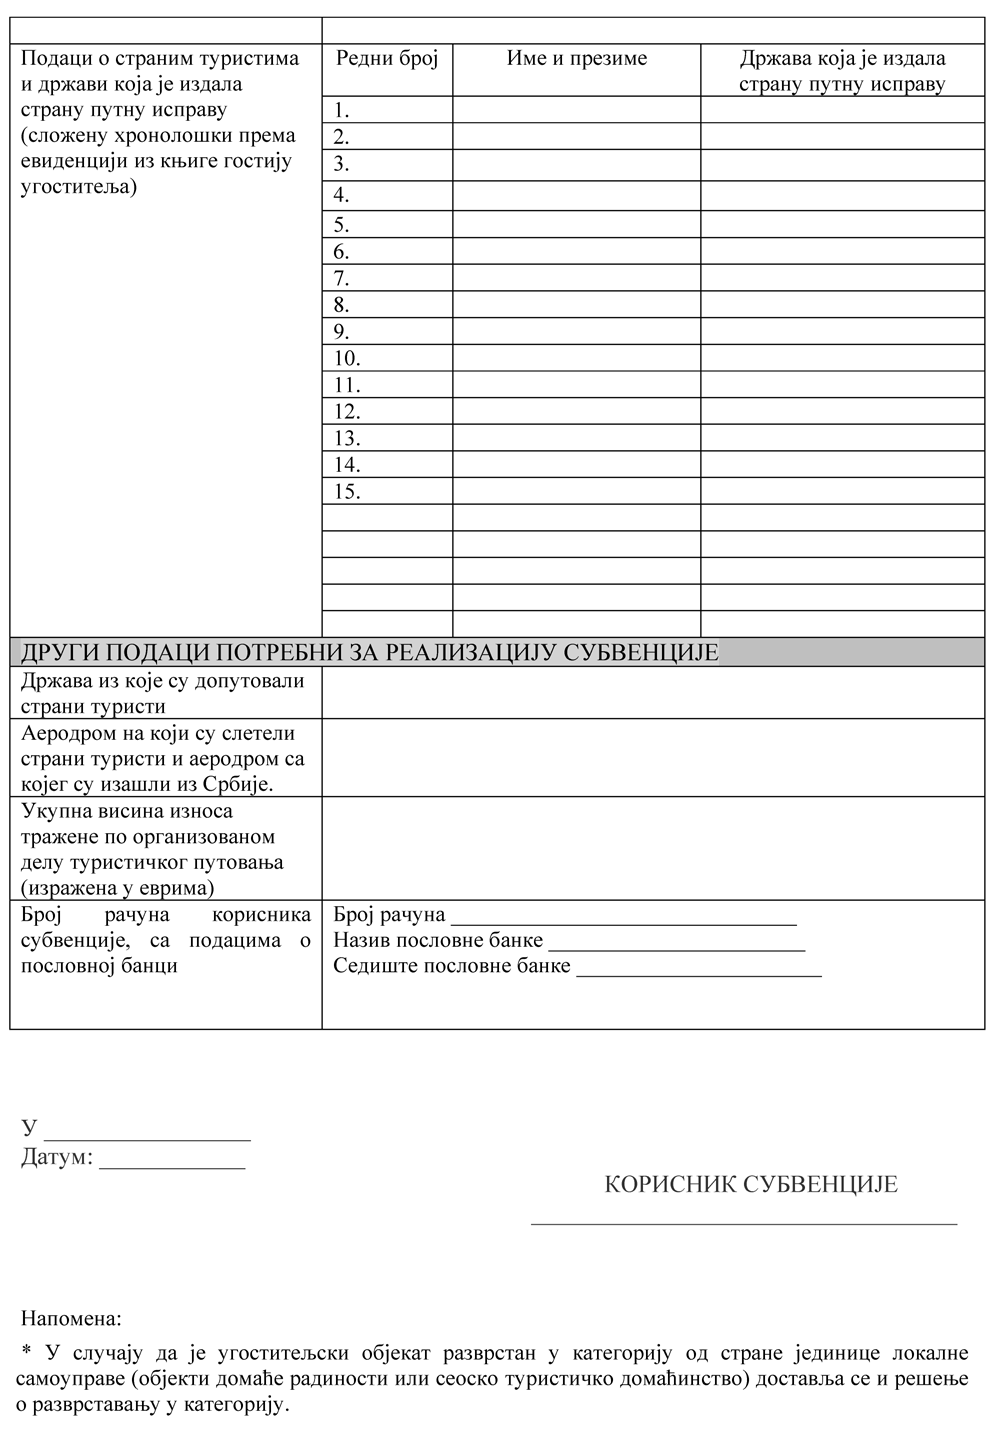 Подаци о страним туристима
и држави која је издала
страну путну исправу
(сложену хронолошки према
евиденцији из књиге гостију
угоститеља)
Редни број
Име и презиме
Држава која је издала
страну путну исправу
1.
2.
3.
4.
5.
6.
7.
8.
9.
10.
11.
12.
13.
14.
15.
ДРУГИ ПОДАЦИ ПОТРЕБНИ ЗА РЕАЛИЗАЦИЈУ СУБВЕНЦИЈЕ
Држава из које су допутовали
страни туристи
Аеродром на који су слетели
страни туристи и аеродром са
којег су изашли из Србије.
Укупна висина износа
тражене по организованом
делу туристичког путовања
(изражена у еврима)
Број рачуна корисника
субвенције, са подацима о
пословној банци
Број рачуна
Назив пословне банке
Седиште пословне банке
У
Датум:
КОРИСНИК СУБВЕНЦИЈЕ
Напомена:
* У случају да је угоститељски објекат разврстан у категорију од стране јединице локалне
самоуправе (објекти домаће радиности или сеоско туристичко домаћинство) доставља се и решење
о разврставању у категорију.